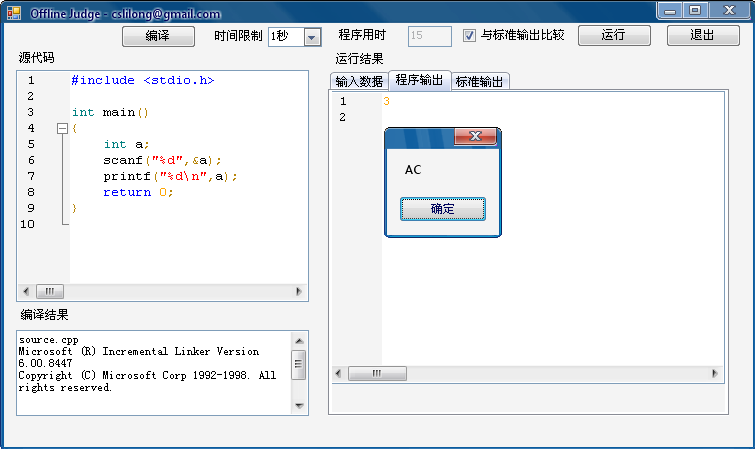 Offline Judge - cslilong@gmail.com
编译 时间限制 1秒 程序用时 15 与标准输出比较 运行 退出
源代码
1 #include <stdio.h>
2
3 int main()
4 {
5 int a;
6 scanf("%d",&a);
7 printf("%d\n",a);
8 return 0;
9 }
10
编译结果
source.cpp
Microsoft (R) Incremental Linker Version
6.00.8447
Copyright (C) Microsoft Corp 1992-1998. All
rights reserved.
运行结果
输入数据 程序输出 标准输出
1 3
2
AC
确定